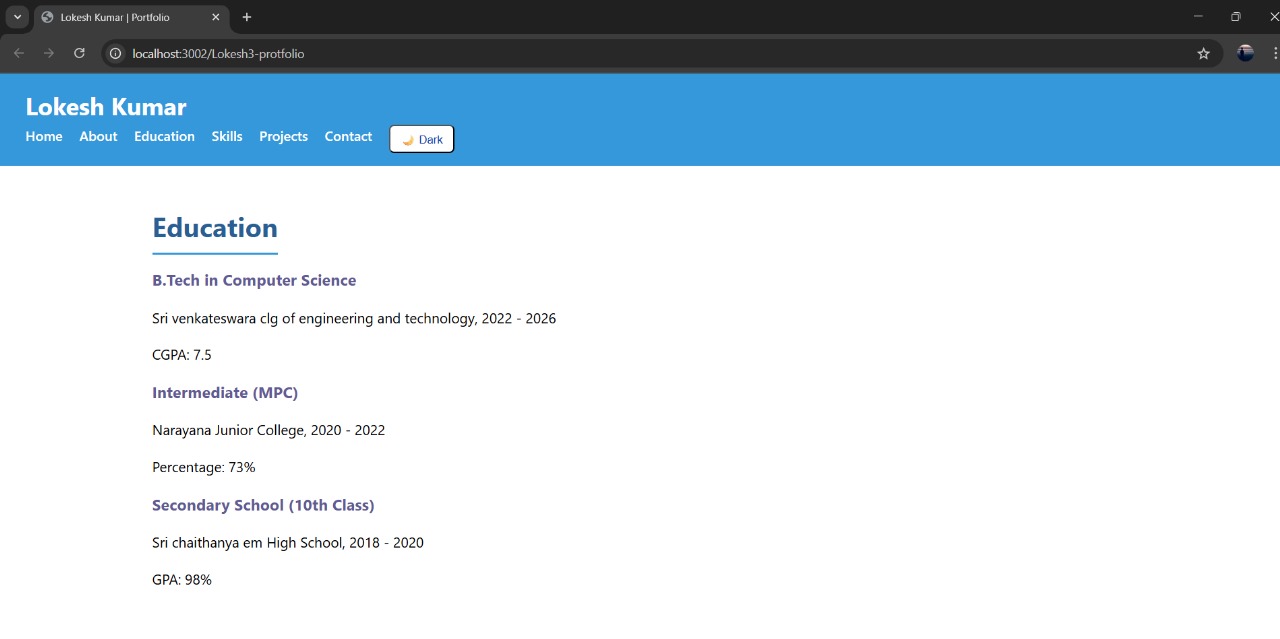 Lokesh Kumar | Portfolio
localhost:3002/Lokesh3-protfolio
Lokesh Kumar
Home About Education Skills Projects Contact 🌙 Dark
Education
B.Tech in Computer Science
Sri venkateswara clg of engineering and technology, 2022 - 2026
CGPA: 7.5
Intermediate (MPC)
Narayana Junior College, 2020 - 2022
Percentage: 73%
Secondary School (10th Class)
Sri chaithanya em High School, 2018 - 2020
GPA: 98%